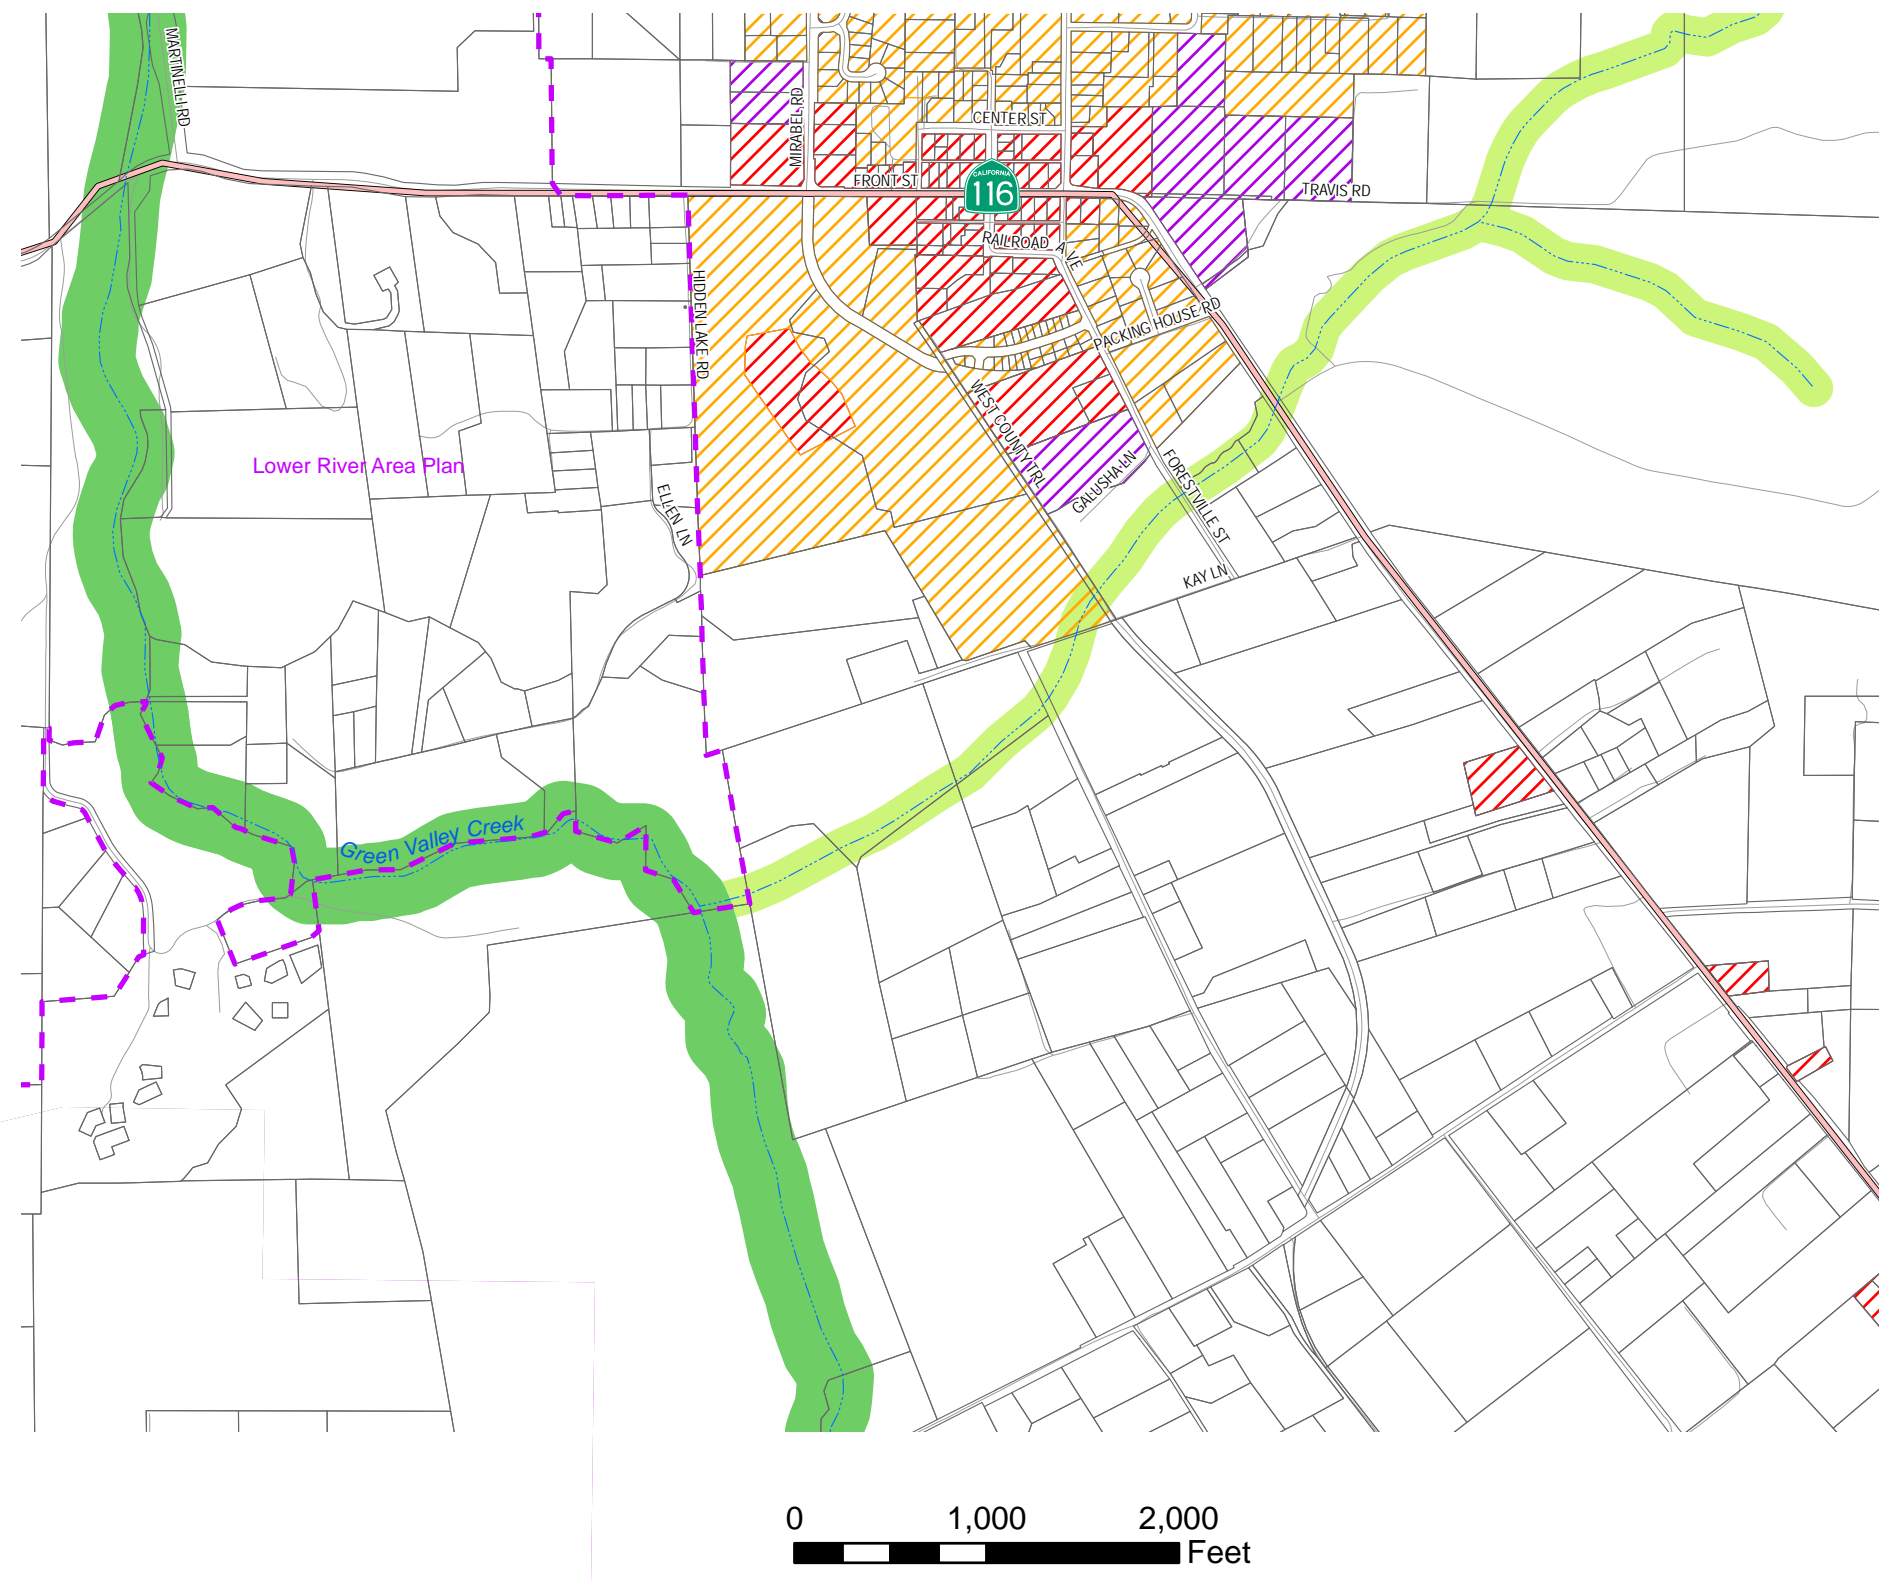 MARTINELLI RD
MIRABEL RD
CENTER ST
FRONT ST
CALIFORNIA
116
TRAVIS RD
RAILROAD AVE
HIDDEN LAKE RD
PACKING HOUSE RD
WEST COUNTY TRL
Lower River Area Plan
GALUSHA LN
FORESTVILLE ST
ELLEN LN
KAY LN
Green Valley Creek
0 1,000 2,000
Feet